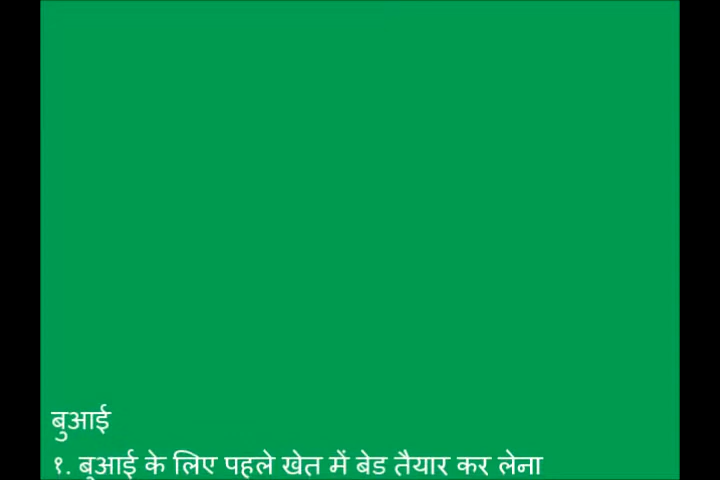 बुआई
१. बुआई के लिए पहले खेत में बेड तैयार कर लेना